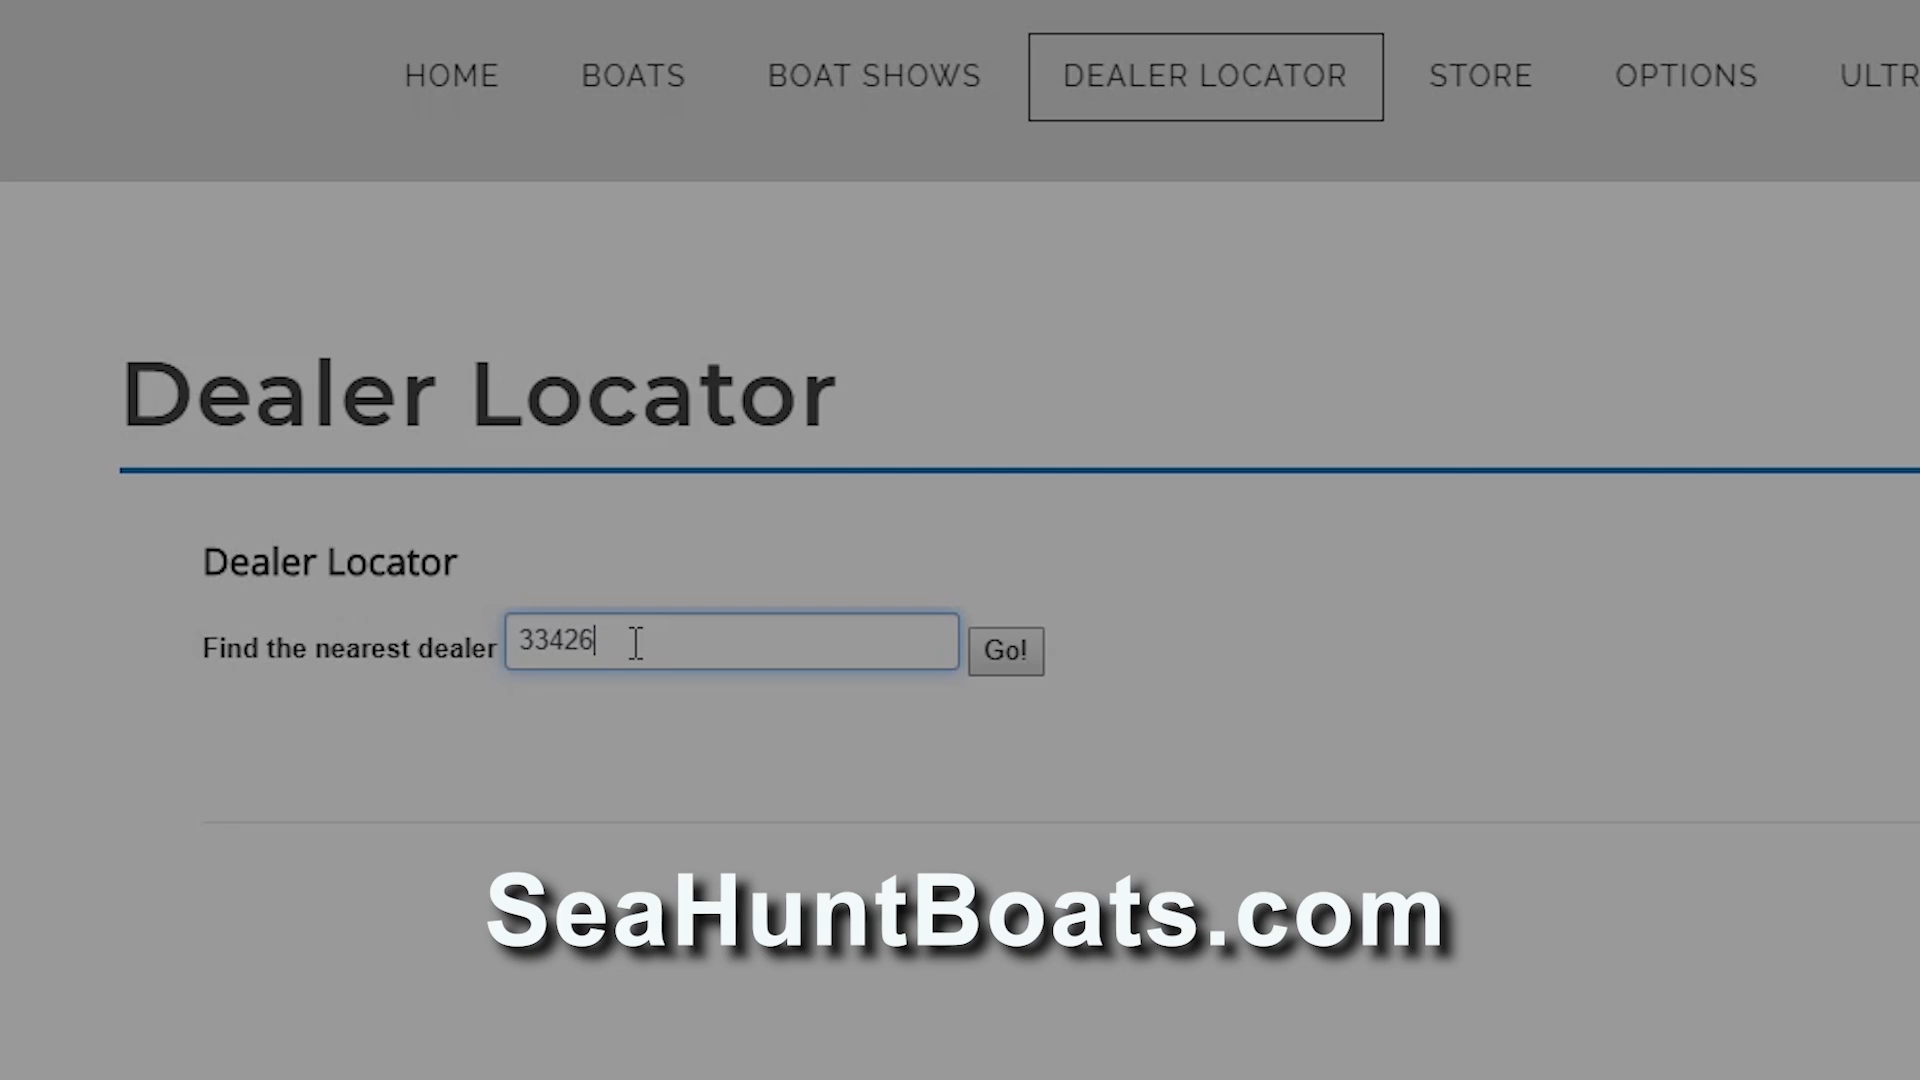 HOME BOATS BOAT SHOWS DEALER LOCATOR STORE OPTIONS ULTR
Dealer Locator
Dealer Locator
Find the nearest dealer 33426 Go!
SeaHuntBoats.com